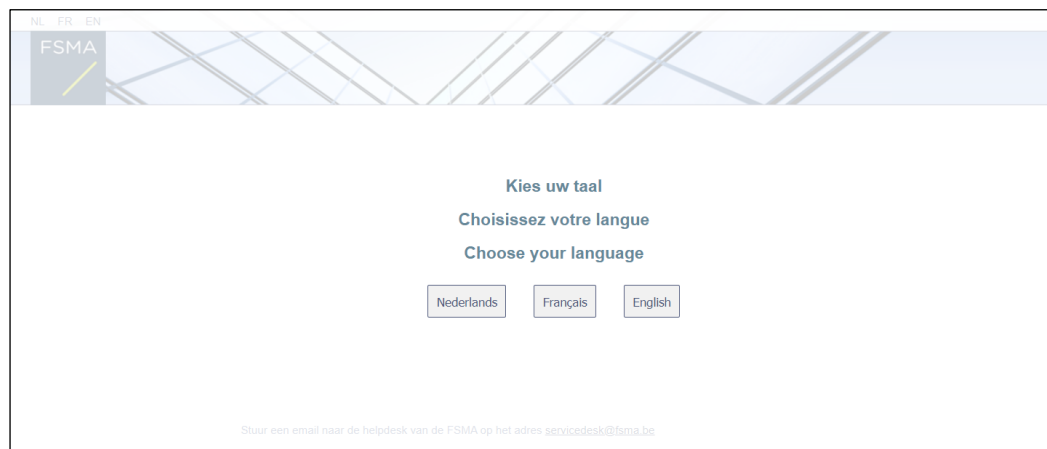 NL FR EN
FSMA
Kies uw taal
Choisissez votre langue
Choose your language
Nederlands Français English
Stuur een email naar de helpdesk van de FSMA op het adres servicedesk@fsma.be